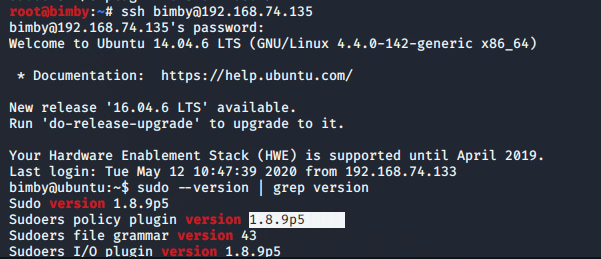 root@bimby:~# ssh bimby@192.168.74.135
bimby@192.168.74.135's password:
Welcome to Ubuntu 14.04.6 LTS (GNU/Linux 4.4.0-142-generic x86_64)
* Documentation:  https://help.ubuntu.com/
New release '16.04.6 LTS' available.
Run 'do-release-upgrade' to upgrade to it.
Your Hardware Enablement Stack (HWE) is supported until April 2019.
Last login: Tue May 12 10:47:39 2020 from 192.168.74.133
bimby@ubuntu:~$ sudo --version | grep version
Sudo version 1.8.9p5
Sudoers policy plugin version 1.8.9p5
Sudoers file grammar version 43
Sudoers I/O plugin version 1.8.9p5